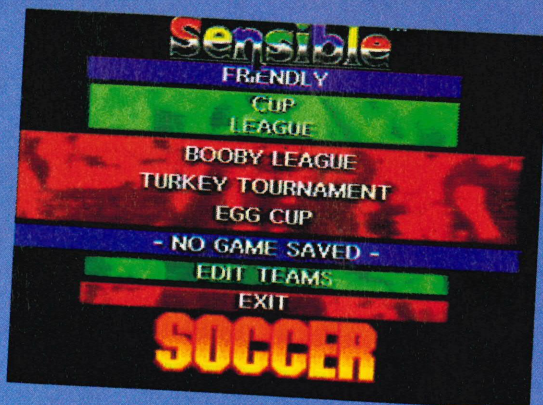 Sensible
FRIENDLY
CUP
LEAGUE
BOOBY LEAGUE
TURKEY TOURNAMENT
EGG CUP
- NO GAME SAVED -
EDIT TEAMS
EXIT
SOCCER